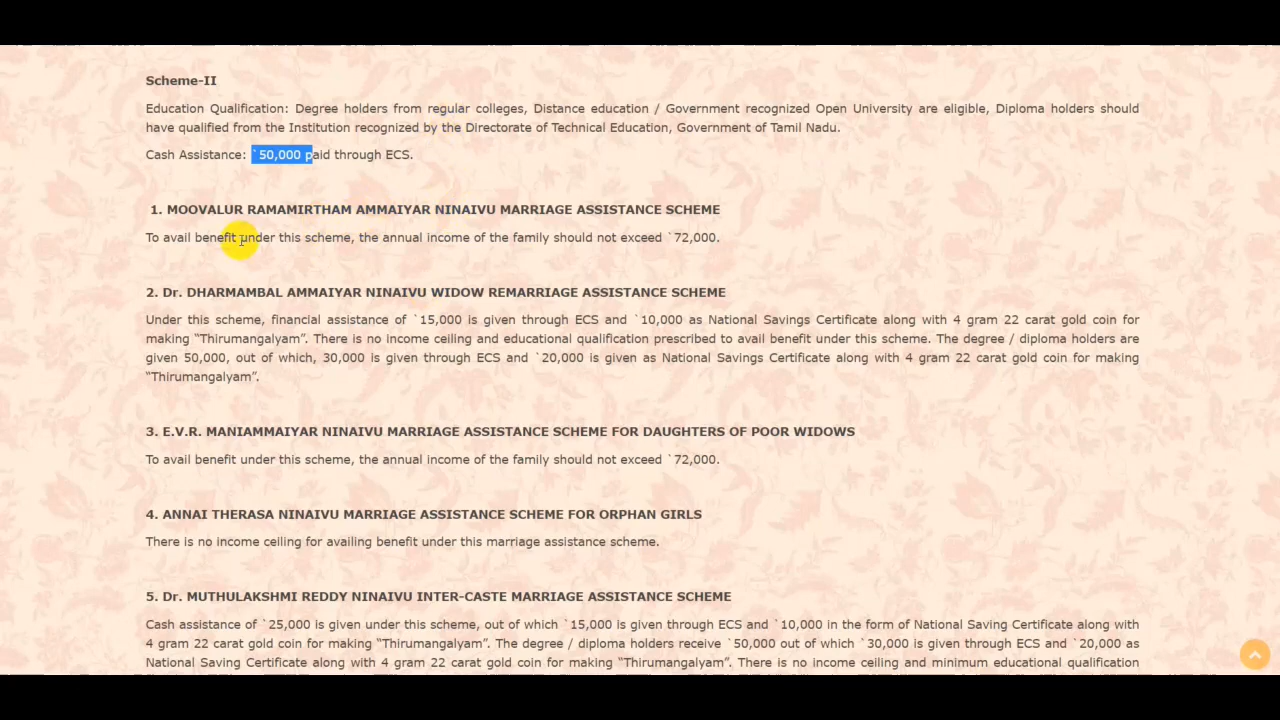 Scheme-II
Education Qualification: Degree holders from regular colleges, Distance education / Government recognized Open University are eligible, Diploma holders should
have qualified from the Institution recognized by the Directorate of Technical Education, Government of Tamil Nadu.
Cash Assistance: `50,000 paid through ECS.
1. MOOVALUR RAMAMIRTHAM AMMAIYAR NINAIVU MARRIAGE ASSISTANCE SCHEME
To avail benefit under this scheme, the annual income of the family should not exceed `72,000.
2. Dr. DHARMAMBAL AMMAIYAR NINAIVU WIDOW REMARRIAGE ASSISTANCE SCHEME
Under this scheme, financial assistance of `15,000 is given through ECS and `10,000 as National Savings Certificate along with 4 gram 22 carat gold coin for
making “Thirumangalyam”. There is no income ceiling and educational qualification prescribed to avail benefit under this scheme. The degree / diploma holders are
given 50,000, out of which, 30,000 is given through ECS and `20,000 is given as National Savings Certificate along with 4 gram 22 carat gold coin for making
“Thirumangalyam”.
3. E.V.R. MANIAMMAIYAR NINAIVU MARRIAGE ASSISTANCE SCHEME FOR DAUGHTERS OF POOR WIDOWS
To avail benefit under this scheme, the annual income of the family should not exceed `72,000.
4. ANNAI THERASA NINAIVU MARRIAGE ASSISTANCE SCHEME FOR ORPHAN GIRLS
There is no income ceiling for availing benefit under this marriage assistance scheme.
5. Dr. MUTHULAKSHMI REDDY NINAIVU INTER-CASTE MARRIAGE ASSISTANCE SCHEME
Cash assistance of `25,000 is given under this scheme, out of which `15,000 is given through ECS and `10,000 in the form of National Saving Certificate along with
4 gram 22 carat gold coin for making “Thirumangalyam”. The degree / diploma holders receive `50,000 out of which `30,000 is given through ECS and `20,000 as
National Saving Certificate along with 4 gram 22 carat gold coin for making “Thirumangalyam”. There is no income ceiling and minimum educational qualification